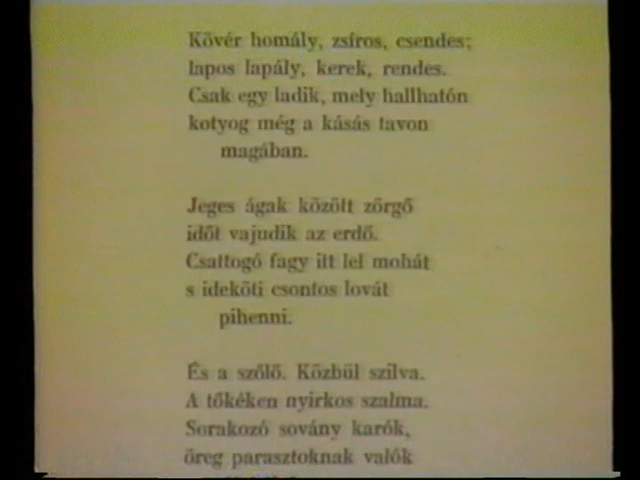 Kövér homály, zsíros, csendes;
lapos lapály, kerek, rendes.
Csak egy ladik, mely hallhatón
kotyog még a kásás tavon
magában.
Jeges ágak között zörgő
időt vajudik az erdő.
Csattogó fagy itt lel mohát
s ideköti csontos lovát
pihenni.
És a szőlő. Közbül szilva.
A tőkéken nyirkos szalma.
Sorakozó sovány karók,
öreg parasztoknak valók